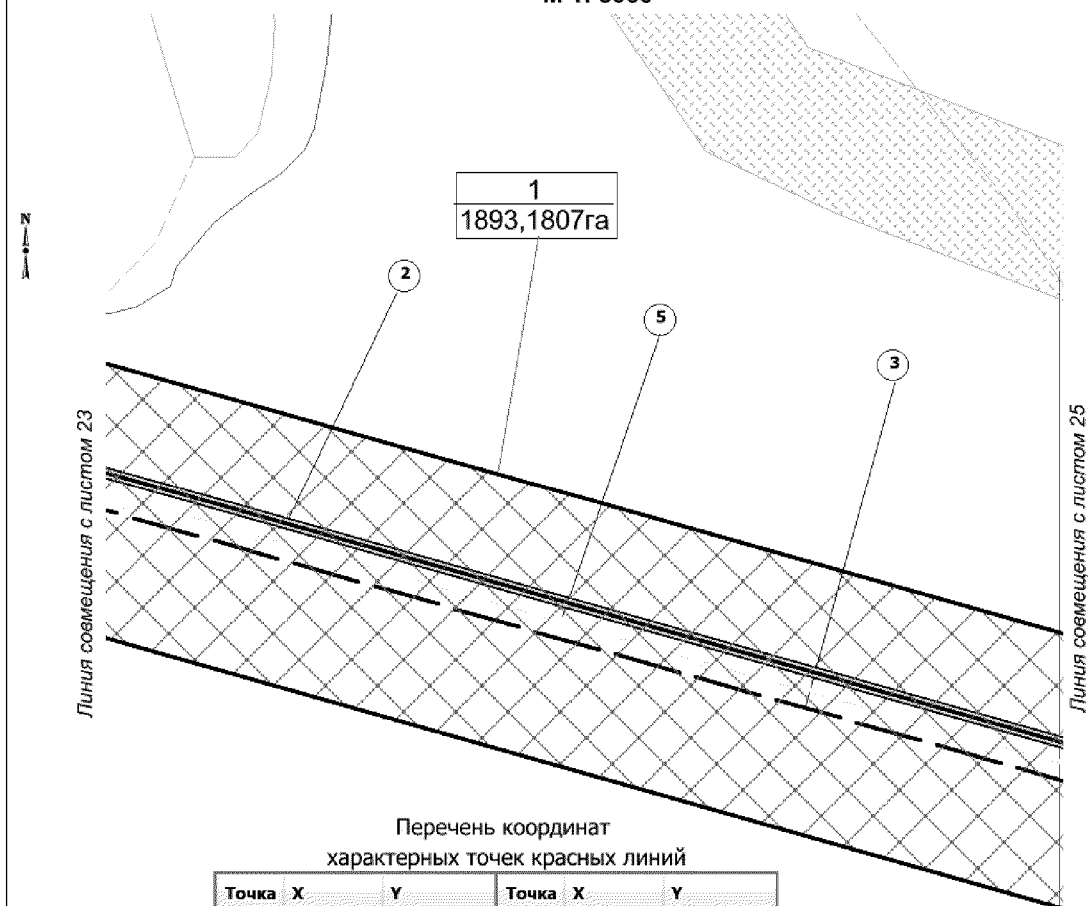 N
1
1893,1807га
2
5
3
Линия совмещения с листом 23
Линия совмещения с листом 25
Перечень координат
характерных точек красных линий
Точка X Y Точка X Y